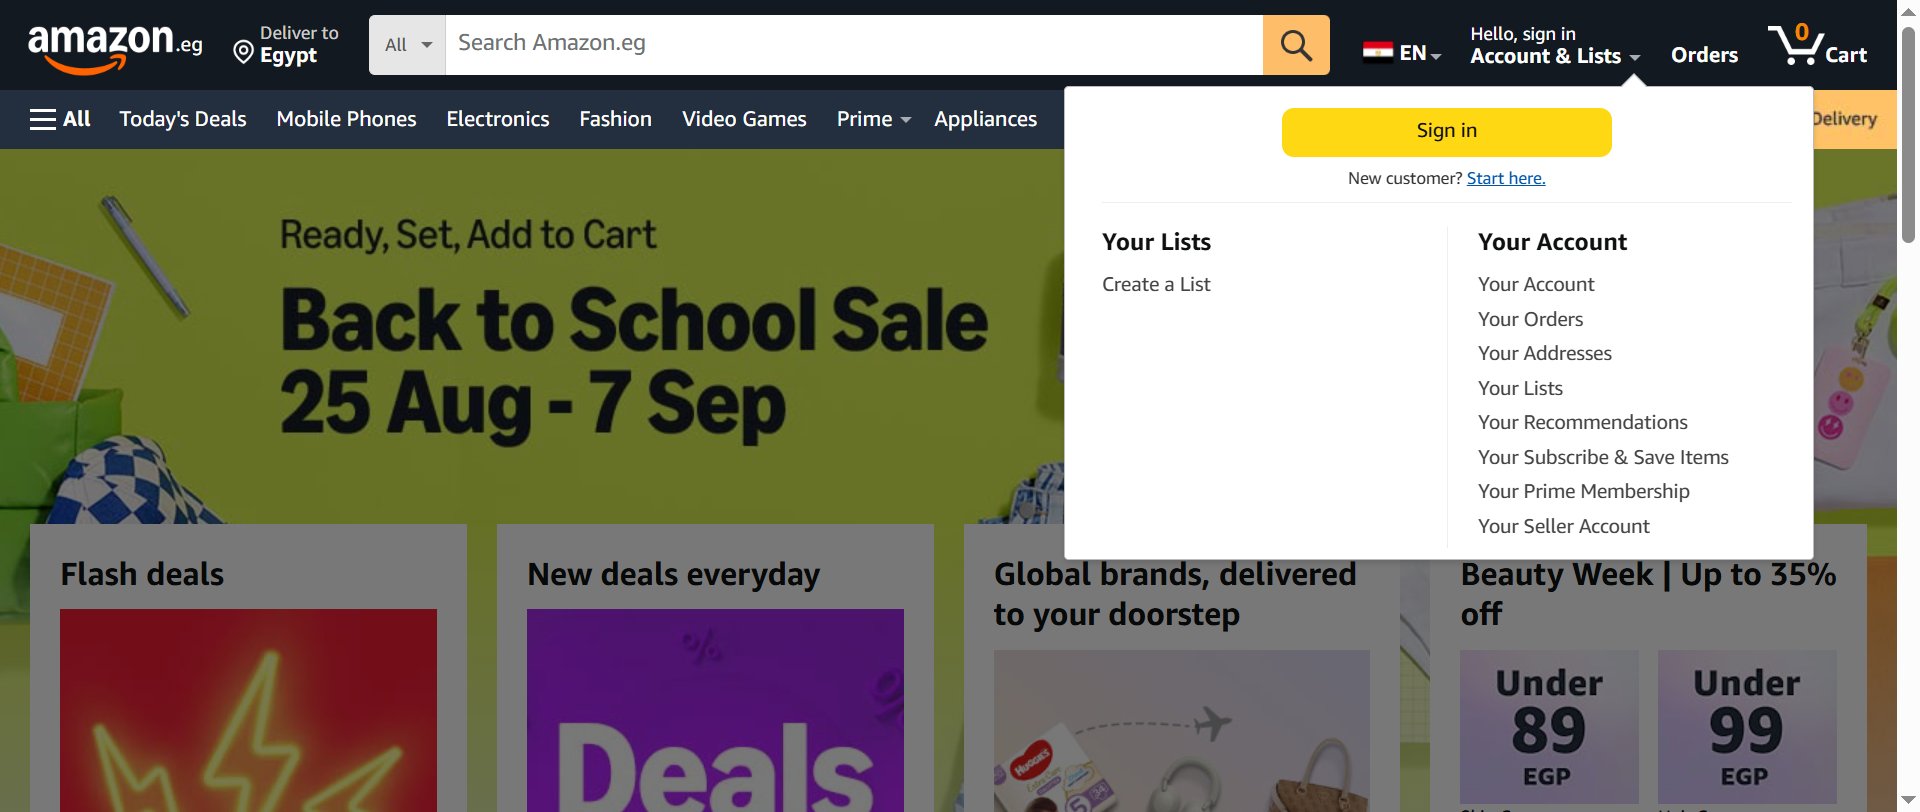 amazon.eg
Deliver to
Egypt
All
Search Amazon.eg
EN
Hello, sign in
Account & Lists
Orders
0
Cart
All
Today's Deals
Mobile Phones
Electronics
Fashion
Video Games
Prime
Appliances
Delivery
Sign in
New customer? Start here.
Your Lists
Create a List
Your Account
Your Account
Your Orders
Your Addresses
Your Lists
Your Recommendations
Your Subscribe & Save Items
Your Prime Membership
Your Seller Account
Ready, Set, Add to Cart
Back to School Sale
25 Aug - 7 Sep
Flash deals
New deals everyday
Deals
Global brands, delivered
to your doorstep
HUGGIES
Extra Care
5
34
Beauty Week | Up to 35%
off
Under
89
EGP
Under
99
EGP